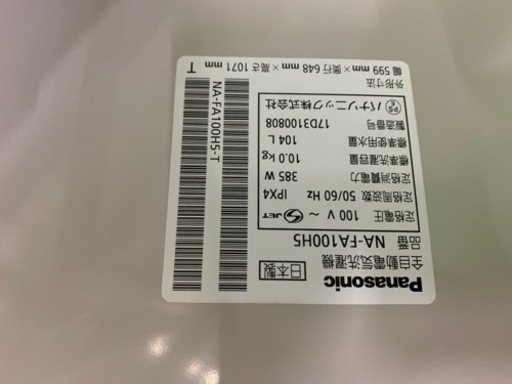 Panasonic
全自動電気洗濯機 日本製
品番 NA-FA100H5
定格電圧 100 V ～ JET
定格周波数 50/60 Hz IPX4
定格消費電力 385 W
標準洗濯容量 10.0 kg
標準使用水量 104 L
製造番号 17D3100808
PS E パナソニック株式会社
外形寸法
幅 599 mm×奥行 648 mm×高さ 1071 mm T
NA-FA100H5-T